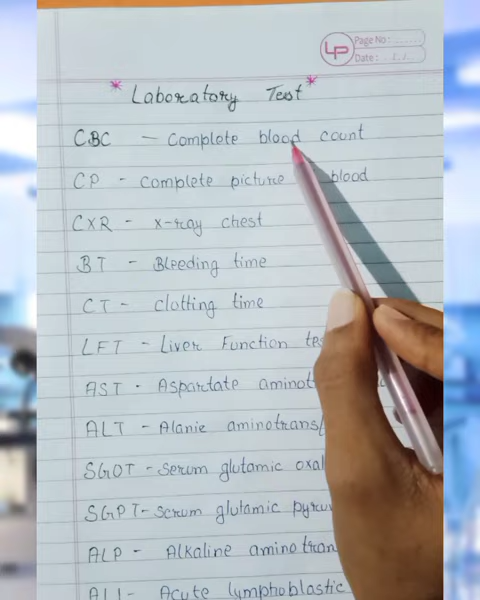 LP
Page No :
Date :
* Laboratory Test *
CBC — Complete blood count
CP - Complete picture blood
CXR - X-ray chest
BT - Bleeding time
CT - Clotting time
LFT - Liver Function
AST - Aspartate
ALT - Alanie
SGOT - Serum glutamic
SGPT - Serum glutamic
ALP - Alkaline
Acute lymphoblastic